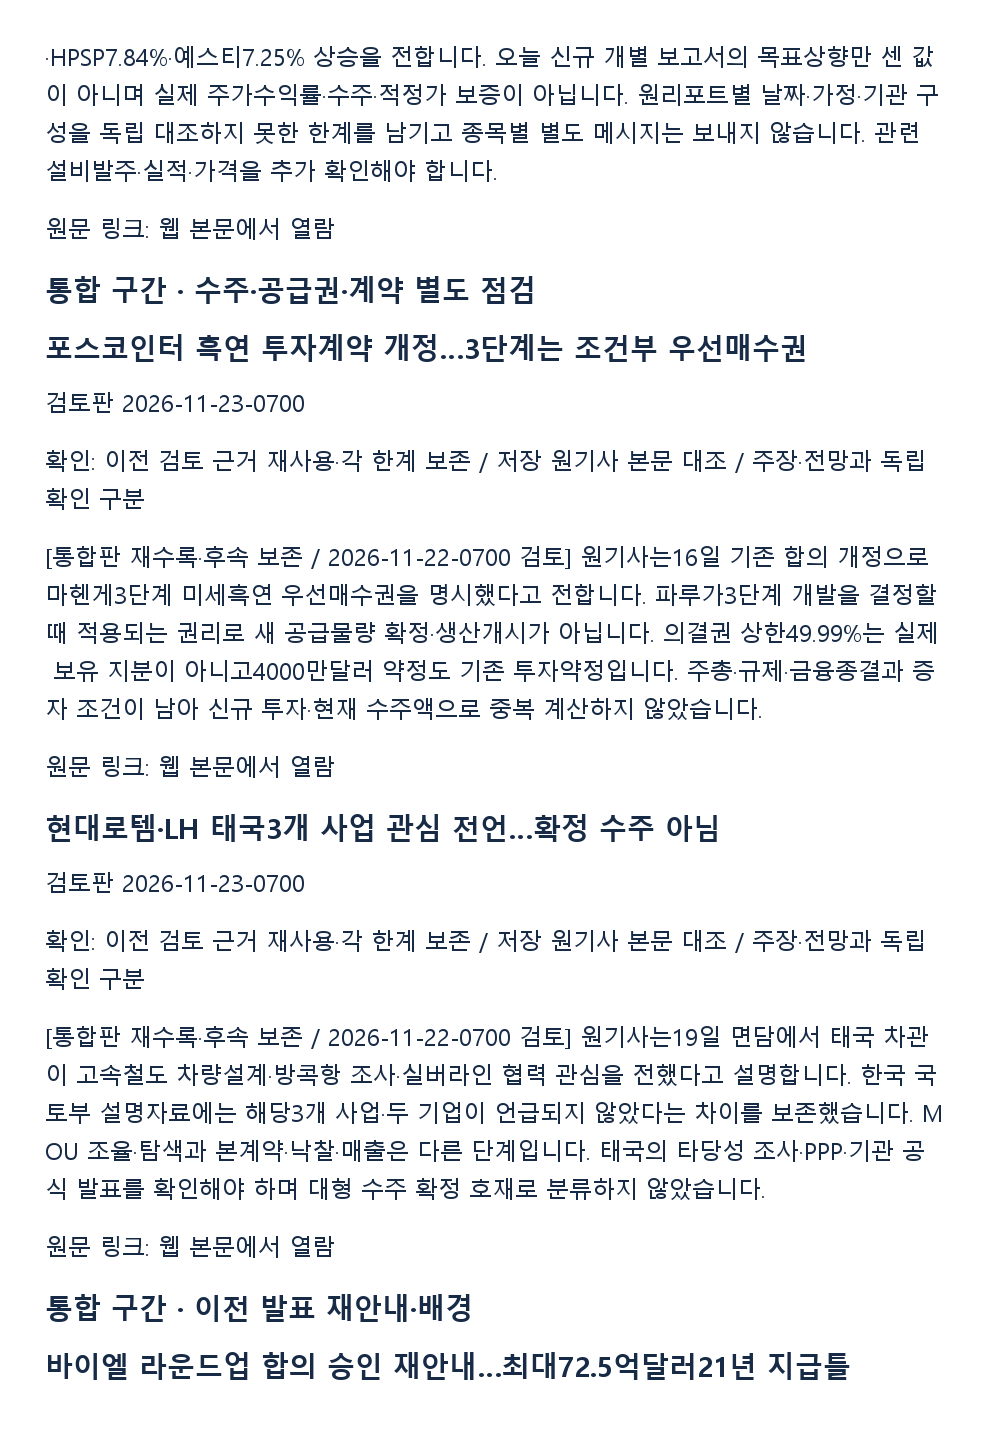 ·HPSP7.84%·예스티7.25% 상승을 전합니다. 오늘 신규 개별 보고서의 목표상향만 센 값
이 아니며 실제 주가수익률·수주·적정가 보증이 아닙니다. 원리포트별 날짜·가정·기관 구
성을 독립 대조하지 못한 한계를 남기고 종목별 별도 메시지는 보내지 않습니다. 관련
설비발주·실적·가격을 추가 확인해야 합니다.
원문 링크: 웹 본문에서 열람
통합 구간 · 수주·공급권·계약 별도 점검
포스코인터 흑연 투자계약 개정…3단계는 조건부 우선매수권
검토판 2026-11-23-0700
확인: 이전 검토 근거 재사용·각 한계 보존 / 저장 원기사 본문 대조 / 주장·전망과 독립
확인 구분
[통합판 재수록·후속 보존 / 2026-11-22-0700 검토] 원기사는16일 기존 합의 개정으로
마헨게3단계 미세흑연 우선매수권을 명시했다고 전합니다. 파루가3단계 개발을 결정할
때 적용되는 권리로 새 공급물량 확정·생산개시가 아닙니다. 의결권 상한49.99%는 실제
보유 지분이 아니고4000만달러 약정도 기존 투자약정입니다. 주총·규제·금융종결과 증
자 조건이 남아 신규 투자·현재 수주액으로 중복 계산하지 않았습니다.
원문 링크: 웹 본문에서 열람
현대로템·LH 태국3개 사업 관심 전언…확정 수주 아님
검토판 2026-11-23-0700
확인: 이전 검토 근거 재사용·각 한계 보존 / 저장 원기사 본문 대조 / 주장·전망과 독립
확인 구분
[통합판 재수록·후속 보존 / 2026-11-22-0700 검토] 원기사는19일 면담에서 태국 차관
이 고속철도 차량설계·방콕항 조사·실버라인 협력 관심을 전했다고 설명합니다. 한국 국
토부 설명자료에는 해당3개 사업·두 기업이 언급되지 않았다는 차이를 보존했습니다. M
OU 조율·탐색과 본계약·낙찰·매출은 다른 단계입니다. 태국의 타당성 조사·PPP·기관 공
식 발표를 확인해야 하며 대형 수주 확정 호재로 분류하지 않았습니다.
원문 링크: 웹 본문에서 열람
통합 구간 · 이전 발표 재안내·배경
바이엘 라운드업 합의 승인 재안내…최대72.5억달러21년 지급틀